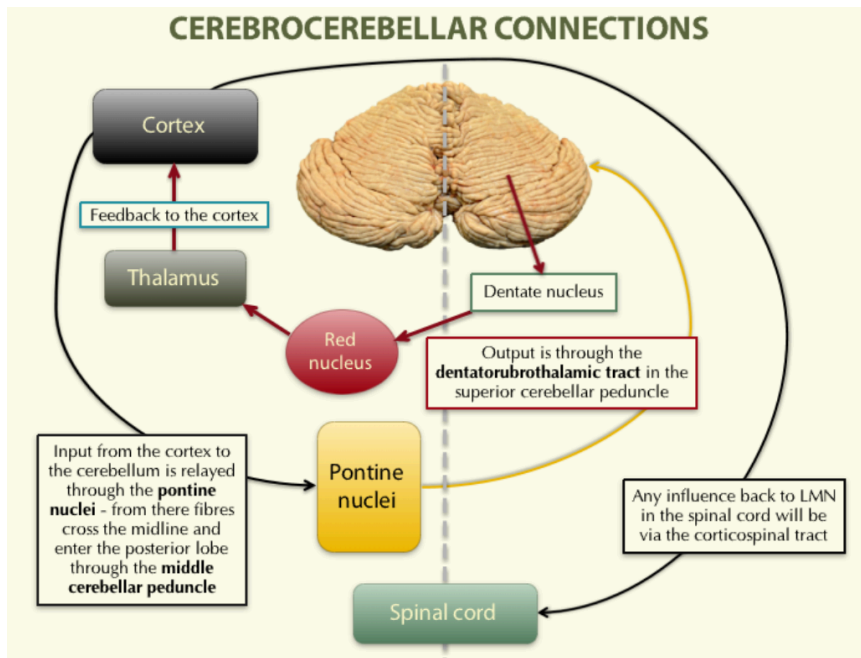 CEREBROCEREBELLAR CONNECTIONS
Cortex
Feedback to the cortex
Thalamus
Dentate nucleus
Red
nucleus
Output is through the
dentatorubrothalamic tract in the
superior cerebellar peduncle
Input from the cortex to
the cerebellum is relayed
through the pontine
nuclei - from there fibres
cross the midline and
enter the posterior lobe
through the middle
cerebellar peduncle
Pontine
nuclei
Any influence back to LMN
in the spinal cord will be
via the corticospinal tract
Spinal cord